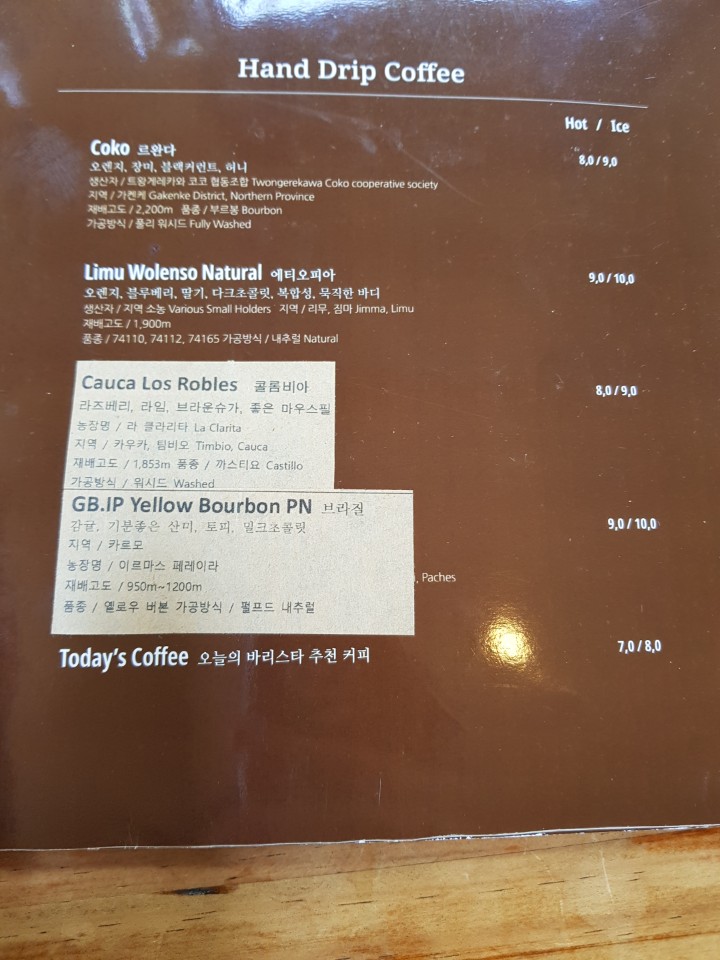 Hand Drip Coffee
Hot / Ice
Coko 르완다
8,0 / 9,0
오렌지, 장미, 블랙커런트, 허니
생산자 / 트왕게레카와 코코 협동조합 Twongerekawa Coko cooperative society
지역 / 가켄케 Gakenke District, Northern Province
재배고도 / 2,200m 품종 / 부르봉 Bourbon
가공방식 / 풀리 워시드 Fully Washed
Limu Wolenso Natural 에티오피아
9,0 / 10,0
오렌지, 블루베리, 딸기, 다크초콜릿, 복합성, 묵직한 바디
생산자 / 지역 소농 Various Small Holders 지역 / 리무, 짐마 Jimma, Limu
재배고도 / 1,900m
품종 / 74110, 74112, 74165 가공방식 / 내추럴 Natural
Cauca Los Robles 콜롬비아
8,0 / 9,0
라즈베리, 라임, 브라운슈가, 좋은 마우스필
농장명 / 라 클라리타 La Clarita
지역 / 카우카, 팀비오 Timbio, Cauca
재배고도 / 1,853m 품종 / 까스티요 Castillo
가공방식 / 워시드 Washed
GB.IP Yellow Bourbon PN 브라질
9,0 / 10,0
감귤, 기분좋은 산미, 토피, 밀크초콜릿
지역 / 카르모
농장명 / 이르마스 페레이라
, Paches
재배고도 / 950m~1200m
품종 / 옐로우 버본 가공방식 / 펄프드 내추럴
Today's Coffee 오늘의 바리스타 추천 커피
7,0 / 8,0